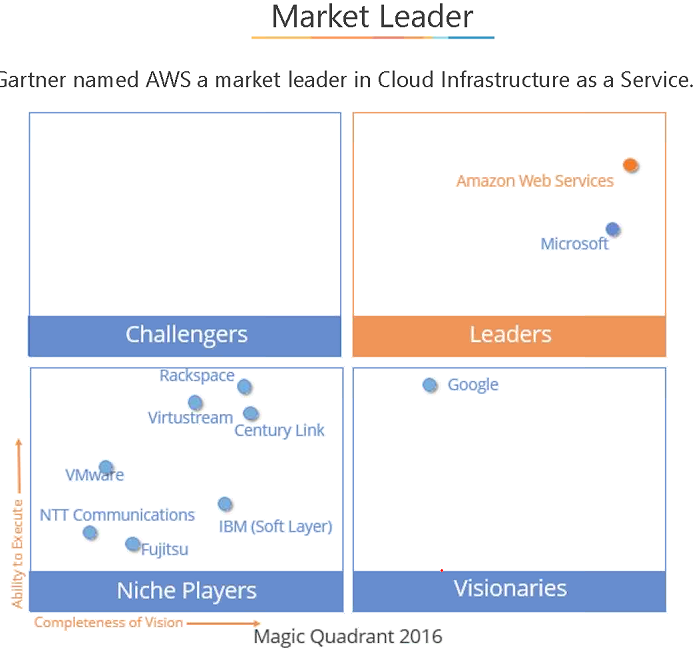 Market Leader
Gartner named AWS a market leader in Cloud Infrastructure as a Service.
Amazon Web Services
Microsoft
Challengers
Leaders
Rackspace
Google
Virtustream
Century Link
VMware
NTT Communications
IBM (Soft Layer)
Fujitsu
Ability to Execute
Niche Players
Visionaries
Completeness of Vision
Magic Quadrant 2016